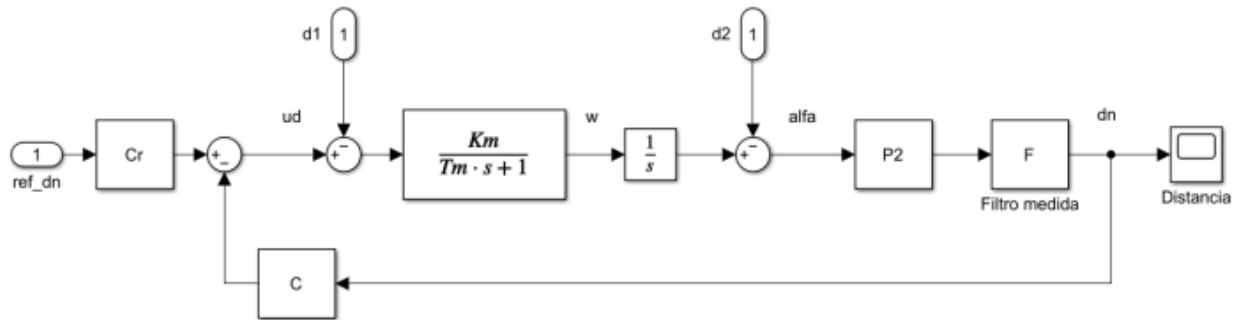 d1
1
d2
1
ud
w
alfa
dn
1
ref_dn
Cr
+
−
+
−
Km
Tm · s + 1
1
s
+
−
P2
F
Filtro medida
Distancia
C